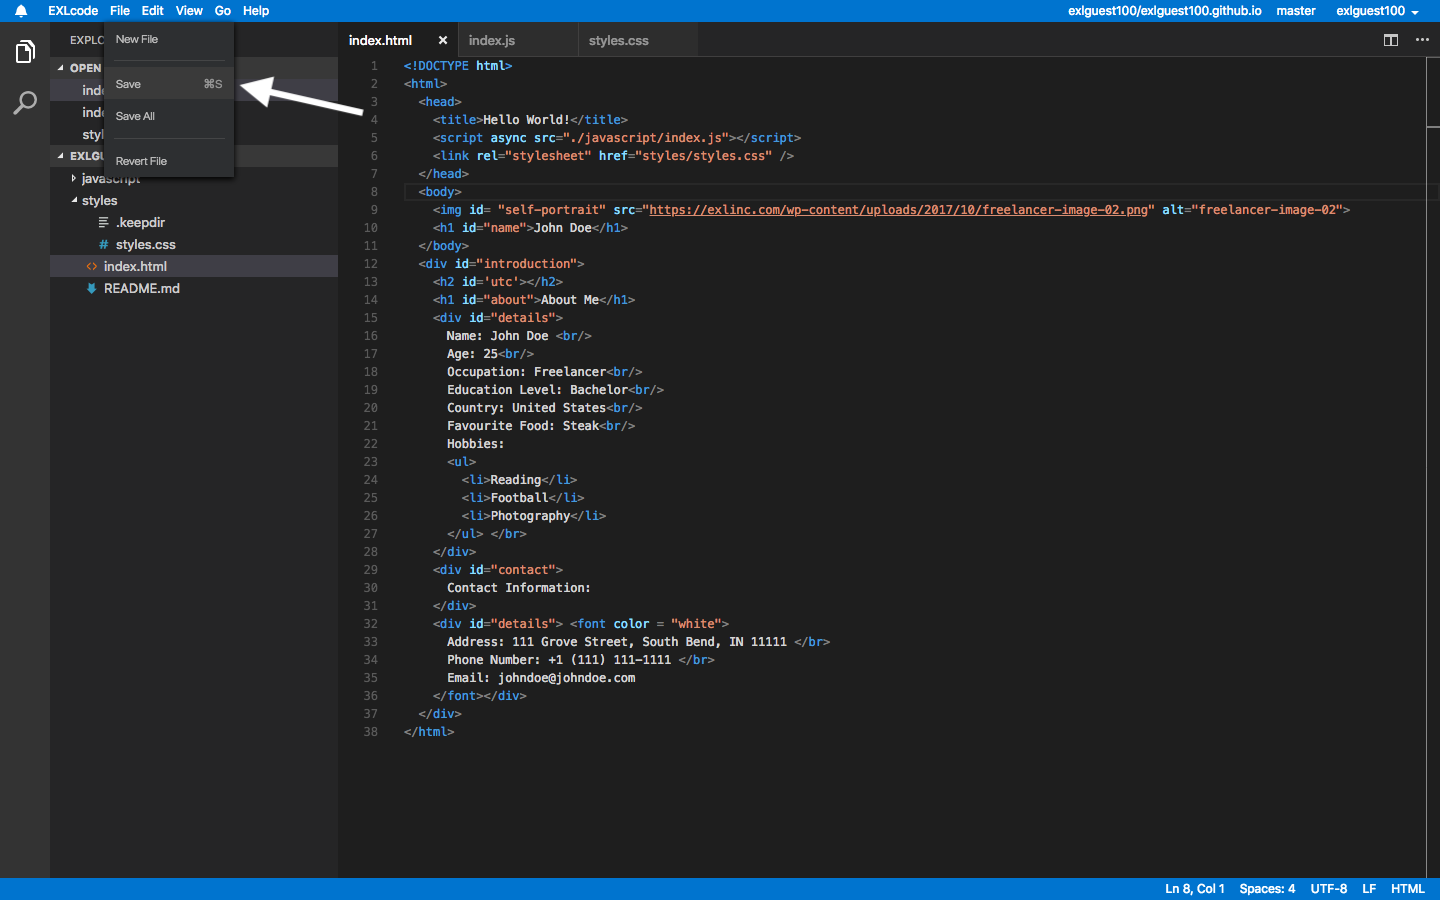 EXLcode File Edit View Go Help exlguest100/exlguest100.github.io master exlguest100
EXPLC
New File
OPEN
Save ⌘S
Save All
Revert File
inde
ind
styl
EXLGU
javascript
styles
.keepdir
# styles.css
<> index.html
README.md
index.html × index.js styles.css
1 <!DOCTYPE html>
2 <html>
3 <head>
4 <title>Hello World!</title>
5 <script async src="./javascript/index.js"></script>
6 <link rel="stylesheet" href="styles/styles.css" />
7 </head>
8 <body>
9 <img id= "self-portrait" src="https://exlinc.com/wp-content/uploads/2017/10/freelancer-image-02.png" alt="freelancer-image-02">
10 <h1 id="name">John Doe</h1>
11 </body>
12 <div id="introduction">
13 <h2 id='utc'></h2>
14 <h1 id="about">About Me</h1>
15 <div id="details">
16 Name: John Doe <br/>
17 Age: 25<br/>
18 Occupation: Freelancer<br/>
19 Education Level: Bachelor<br/>
20 Country: United States<br/>
21 Favourite Food: Steak<br/>
22 Hobbies:
23 <ul>
24 <li>Reading</li>
25 <li>Football</li>
26 <li>Photography</li>
27 </ul> </br>
28 </div>
29 <div id="contact">
30 Contact Information:
31 </div>
32 <div id="details"> <font color = "white">
33 Address: 111 Grove Street, South Bend, IN 11111 </br>
34 Phone Number: +1 (111) 111-1111 </br>
35 Email: johndoe@johndoe.com
36 </font></div>
37 </div>
38 </html>
Ln 8, Col 1 Spaces: 4 UTF-8 LF HTML